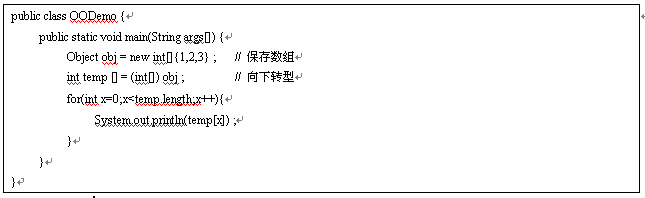 public class OODemo {
public static void main(String args[]) {
Object obj = new int[]{1,2,3} ; // 保存数组
int temp [] = (int[]) obj ; // 向下转型
for(int x=0;x<temp.length;x++){
System.out.println(temp[x]) ;
}
}
}